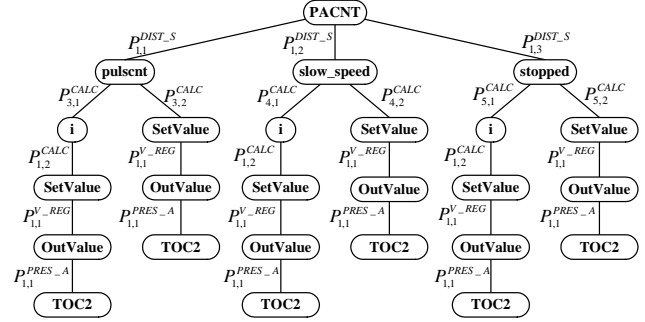 PACNT
P_{1,1}^{DIST_S} P_{1,2}^{DIST_S} P_{1,3}^{DIST_S}
pulscnt slow_speed stopped
P_{3,1}^{CALC} P_{3,2}^{CALC} P_{4,1}^{CALC} P_{4,2}^{CALC} P_{5,1}^{CALC} P_{5,2}^{CALC}
i SetValue i SetValue i SetValue
P_{1,2}^{CALC} P_{1,1}^{V_REG} P_{1,2}^{CALC} P_{1,1}^{V_REG} P_{1,2}^{CALC} P_{1,1}^{V_REG}
SetValue OutValue SetValue OutValue SetValue OutValue
P_{1,1}^{V_REG} P_{1,1}^{PRES_A} P_{1,1}^{V_REG} P_{1,1}^{PRES_A} P_{1,1}^{V_REG} P_{1,1}^{PRES_A}
OutValue TOC2 OutValue TOC2 OutValue TOC2
P_{1,1}^{PRES_A} P_{1,1}^{PRES_A} P_{1,1}^{PRES_A}
TOC2 TOC2 TOC2